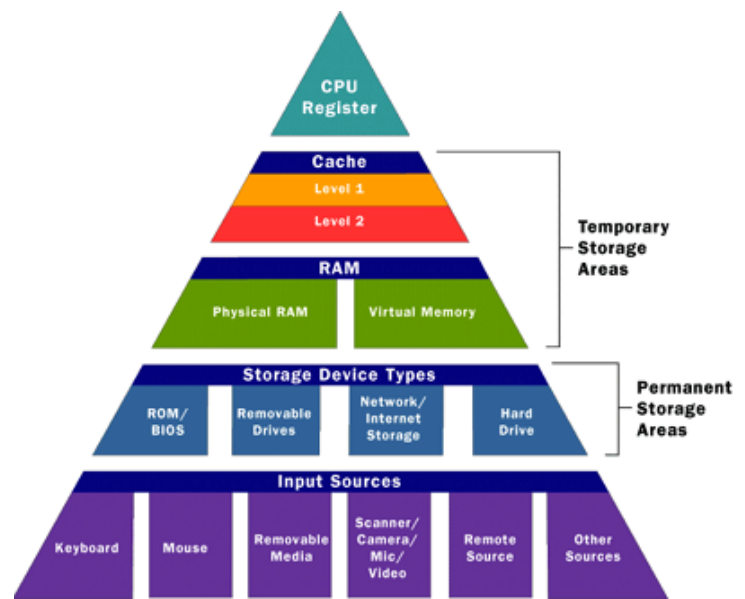 CPU
Register
Cache
Level 1
Level 2
Temporary
Storage
Areas
RAM
Physical RAM
Virtual Memory
Storage Device Types
ROM/
BIOS
Removable
Drives
Network/
Internet
Storage
Hard
Drive
Permanent
Storage
Areas
Input Sources
Keyboard
Mouse
Removable
Media
Scanner/
Camera/
Mic/
Video
Remote
Source
Other
Sources